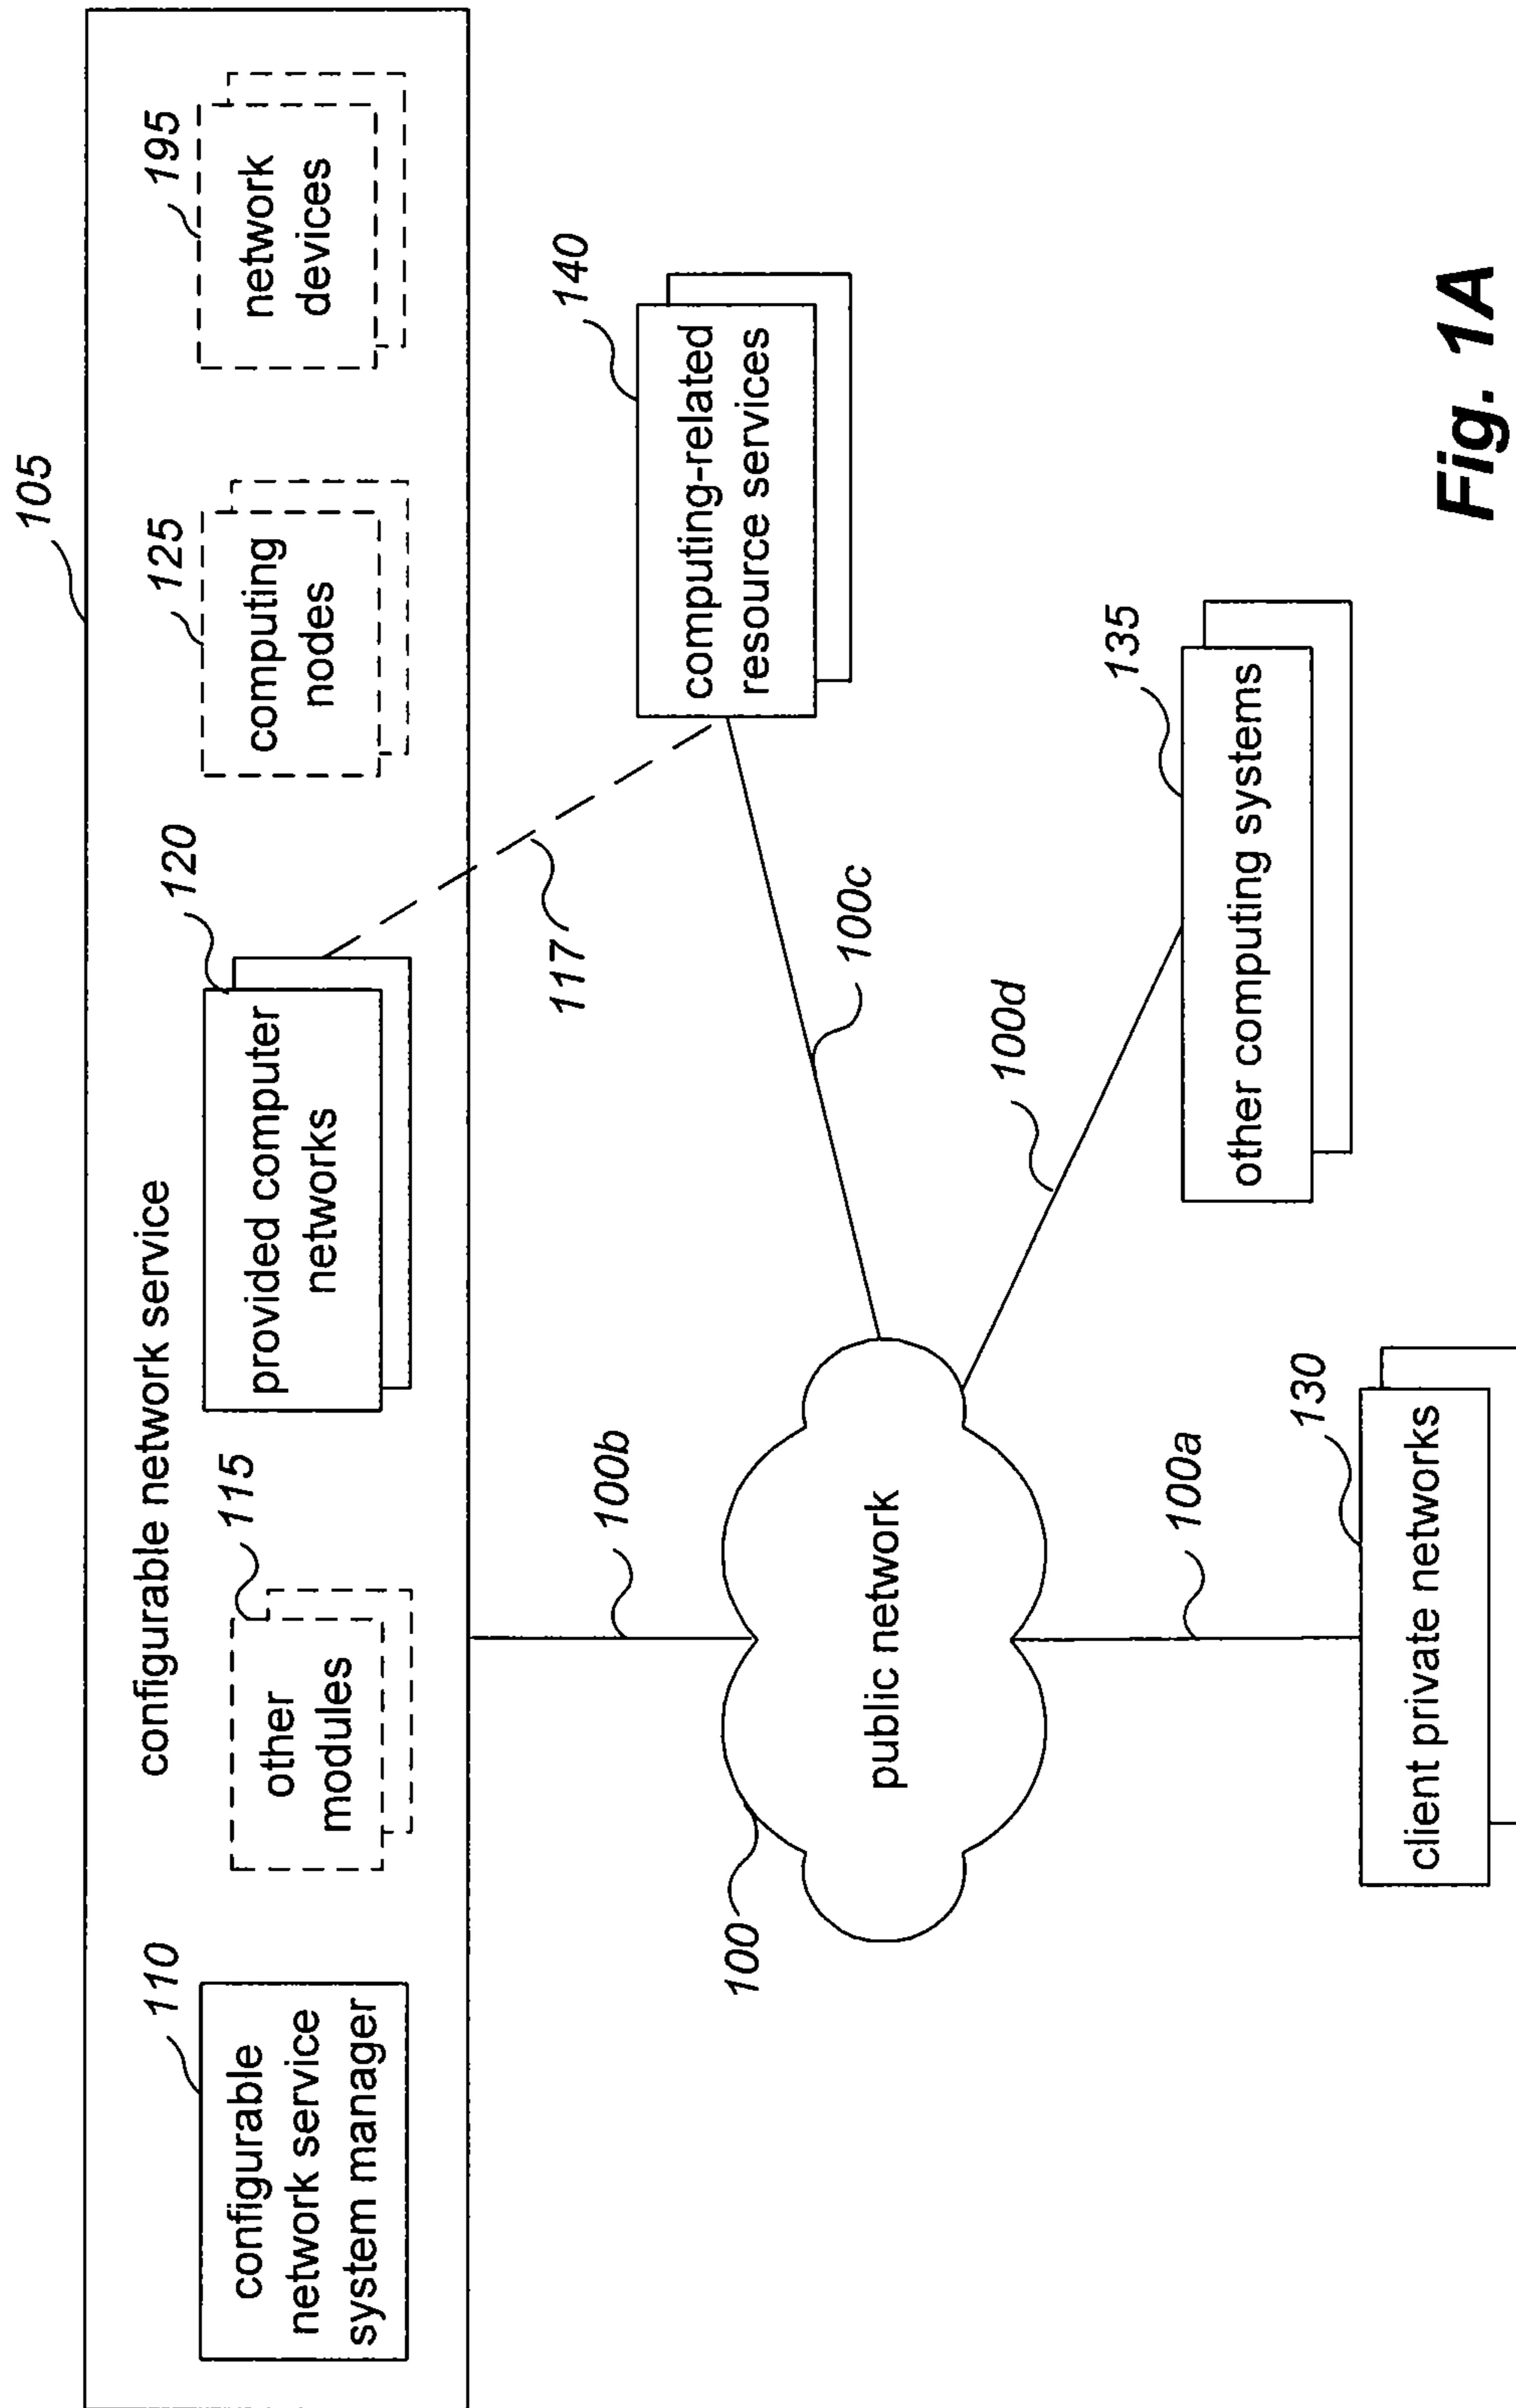 105
configurable network service
110
configurable
network service
system manager
115
other
modules
120
provided computer
networks
125
computing
nodes
195
network
devices
117
100b
140
computing-related
resource services
100
public network
100c
100d
135
other computing systems
100a
130
client private networks
Fig. 1A